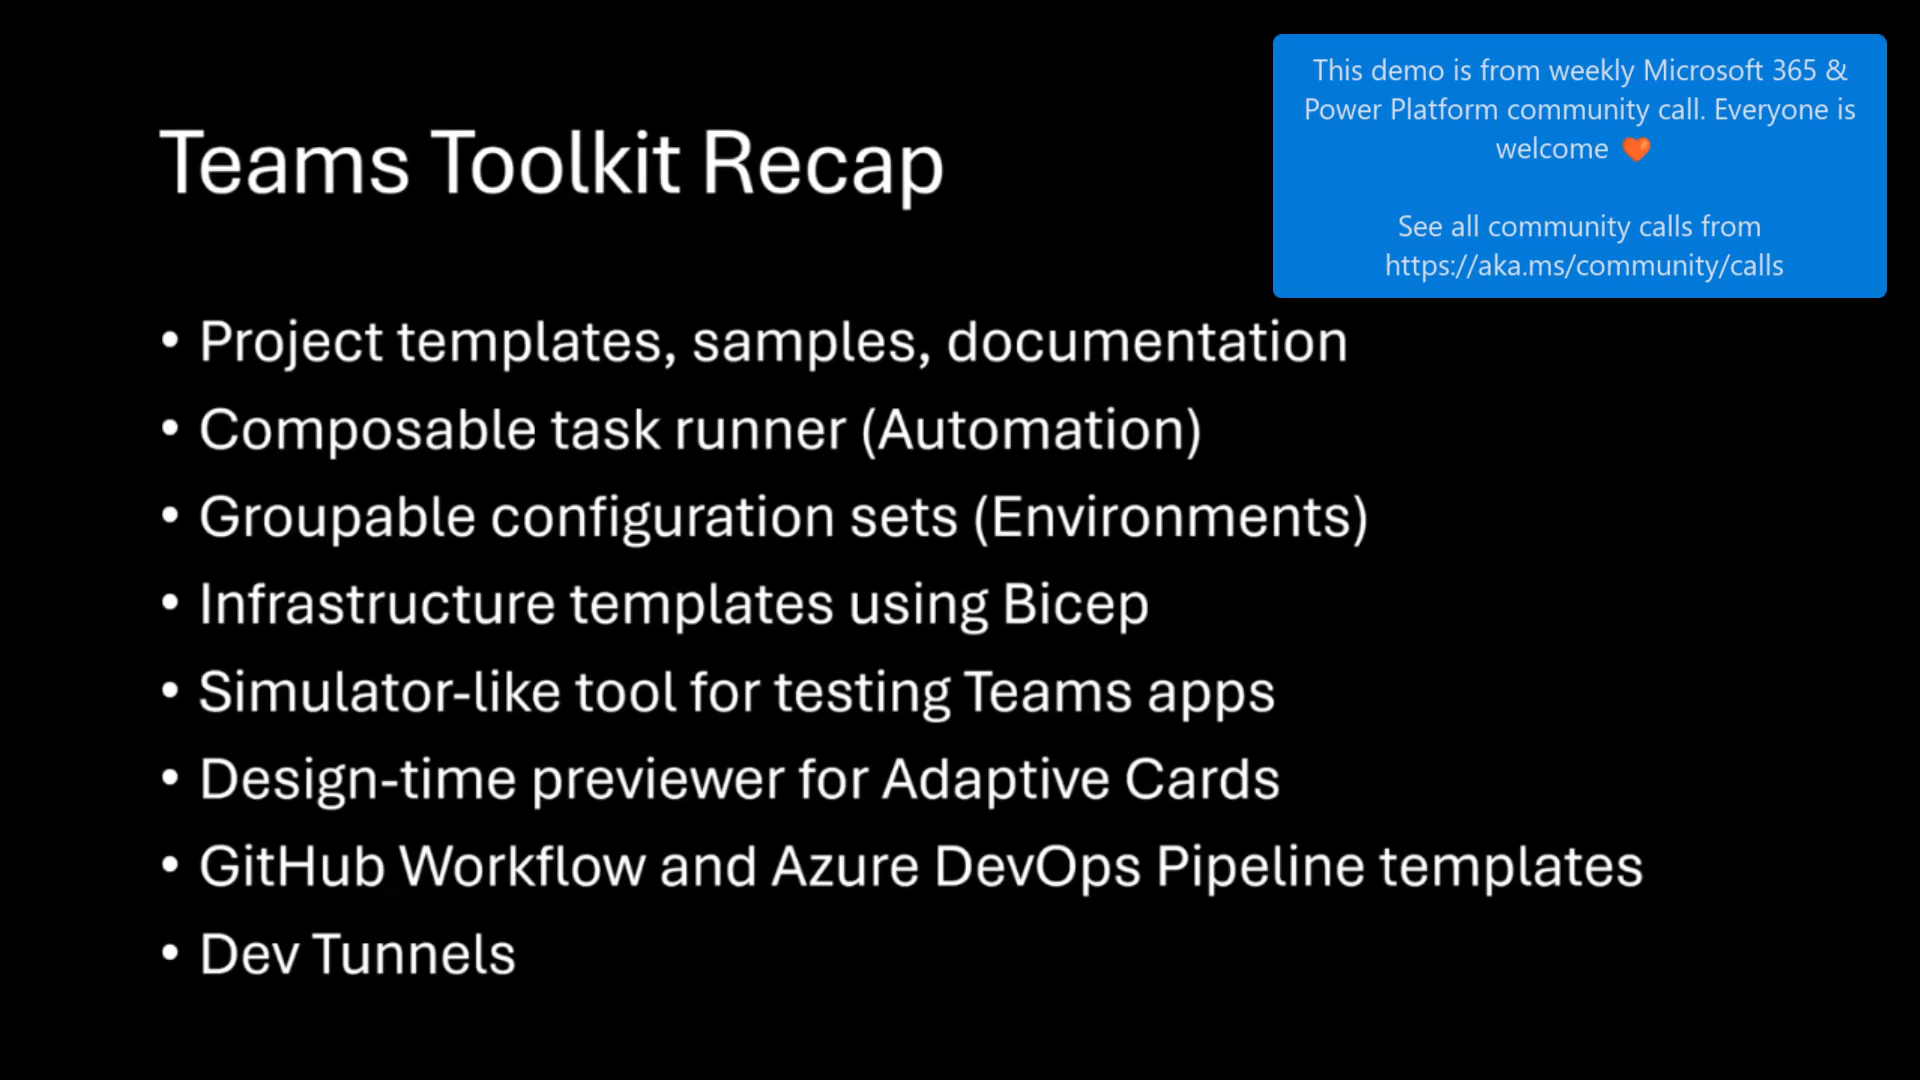 Teams Toolkit Recap
This demo is from weekly Microsoft 365 &
Power Platform community call. Everyone is
welcome 🧡
See all community calls from
https://aka.ms/community/calls
• Project templates, samples, documentation
• Composable task runner (Automation)
• Groupable configuration sets (Environments)
• Infrastructure templates using Bicep
• Simulator-like tool for testing Teams apps
• Design-time previewer for Adaptive Cards
• GitHub Workflow and Azure DevOps Pipeline templates
• Dev Tunnels